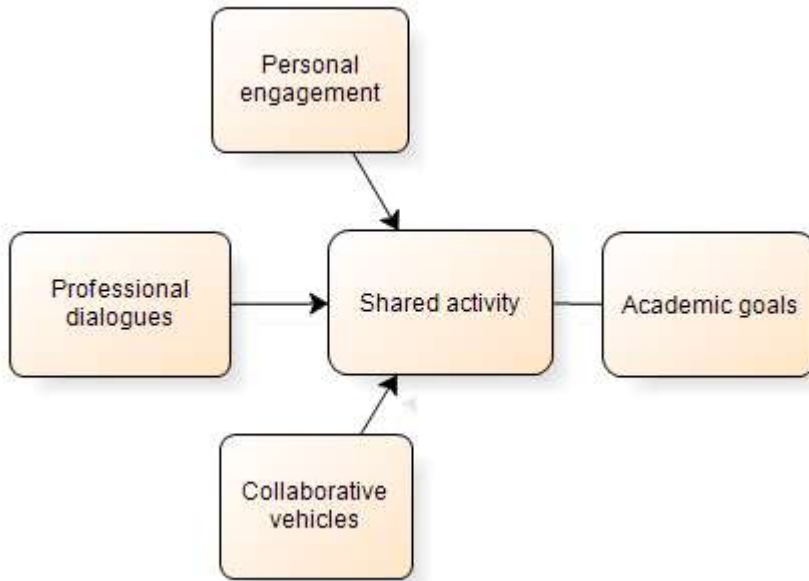 Personal
engagement
Professional
dialogues
Shared activity
Academic goals
Collaborative
vehicles